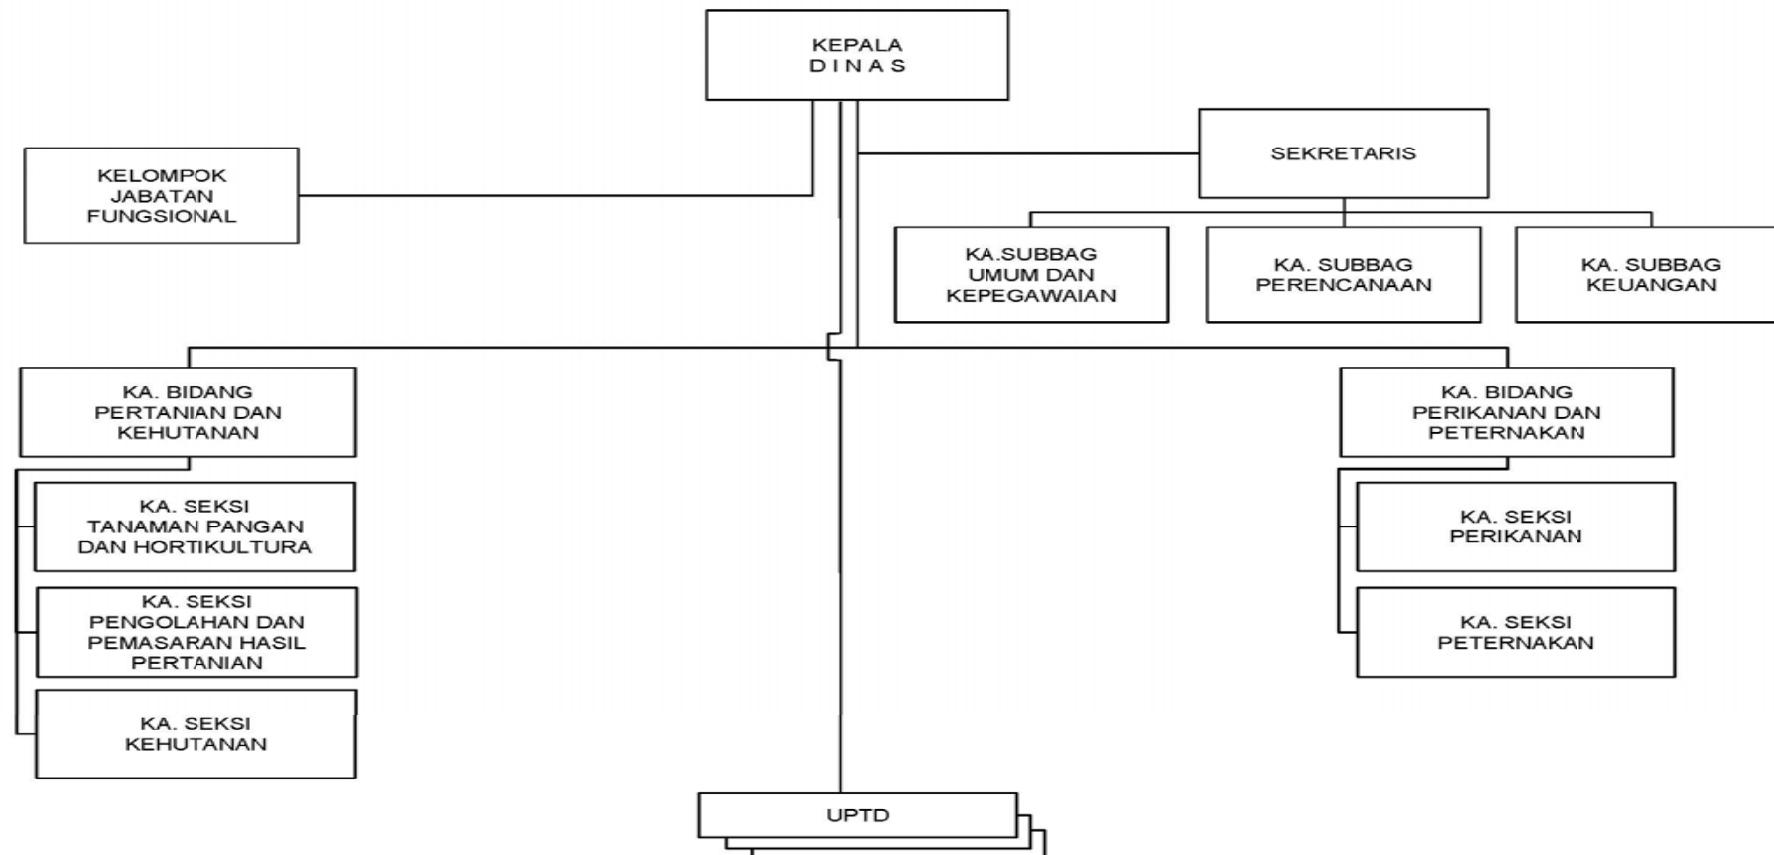 KEPALA
D I N A S
SEKRETARIS
KELOMPOK
JABATAN
FUNGSIONAL
KA.SUBBAG
UMUM DAN
KEPEGAWAIAN
KA. SUBBAG
PERENCANAAN
KA. SUBBAG
KEUANGAN
KA. BIDANG
PERTANIAN DAN
KEHUTANAN
KA. BIDANG
PERIKANAN DAN
PETERNAKAN
KA. SEKSI
TANAMAN PANGAN
DAN HORTIKULTURA
KA. SEKSI
PERIKANAN
KA. SEKSI
PENGOLAHAN DAN
PEMASARAN HASIL
PERTANIAN
KA. SEKSI
PETERNAKAN
KA. SEKSI
KEHUTANAN
UPTD